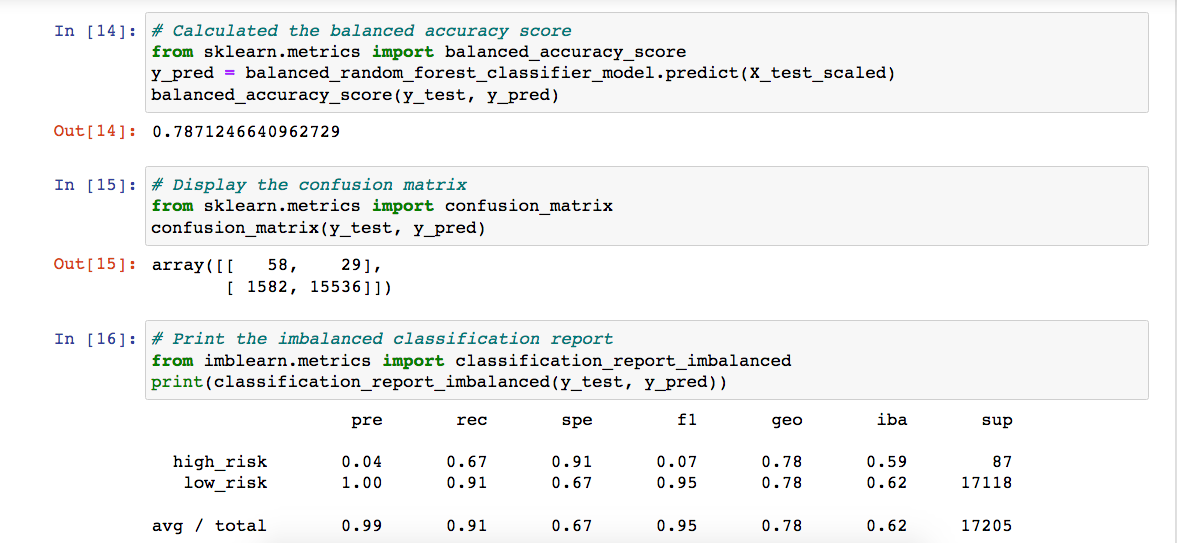 In [14]: # Calculated the balanced accuracy score
from sklearn.metrics import balanced_accuracy_score
y_pred = balanced_random_forest_classifier_model.predict(X_test_scaled)
balanced_accuracy_score(y_test, y_pred)
Out[14]: 0.7871246640962729
In [15]: # Display the confusion matrix
from sklearn.metrics import confusion_matrix
confusion_matrix(y_test, y_pred)
Out[15]: array([[   58,    29],
       [ 1582, 15536]])
In [16]: # Print the imbalanced classification report
from imblearn.metrics import classification_report_imbalanced
print(classification_report_imbalanced(y_test, y_pred))
pre rec spe f1 geo iba sup
high_risk 0.04 0.67 0.91 0.07 0.78 0.59 87
low_risk 1.00 0.91 0.67 0.95 0.78 0.62 17118
avg / total 0.99 0.91 0.67 0.95 0.78 0.62 17205